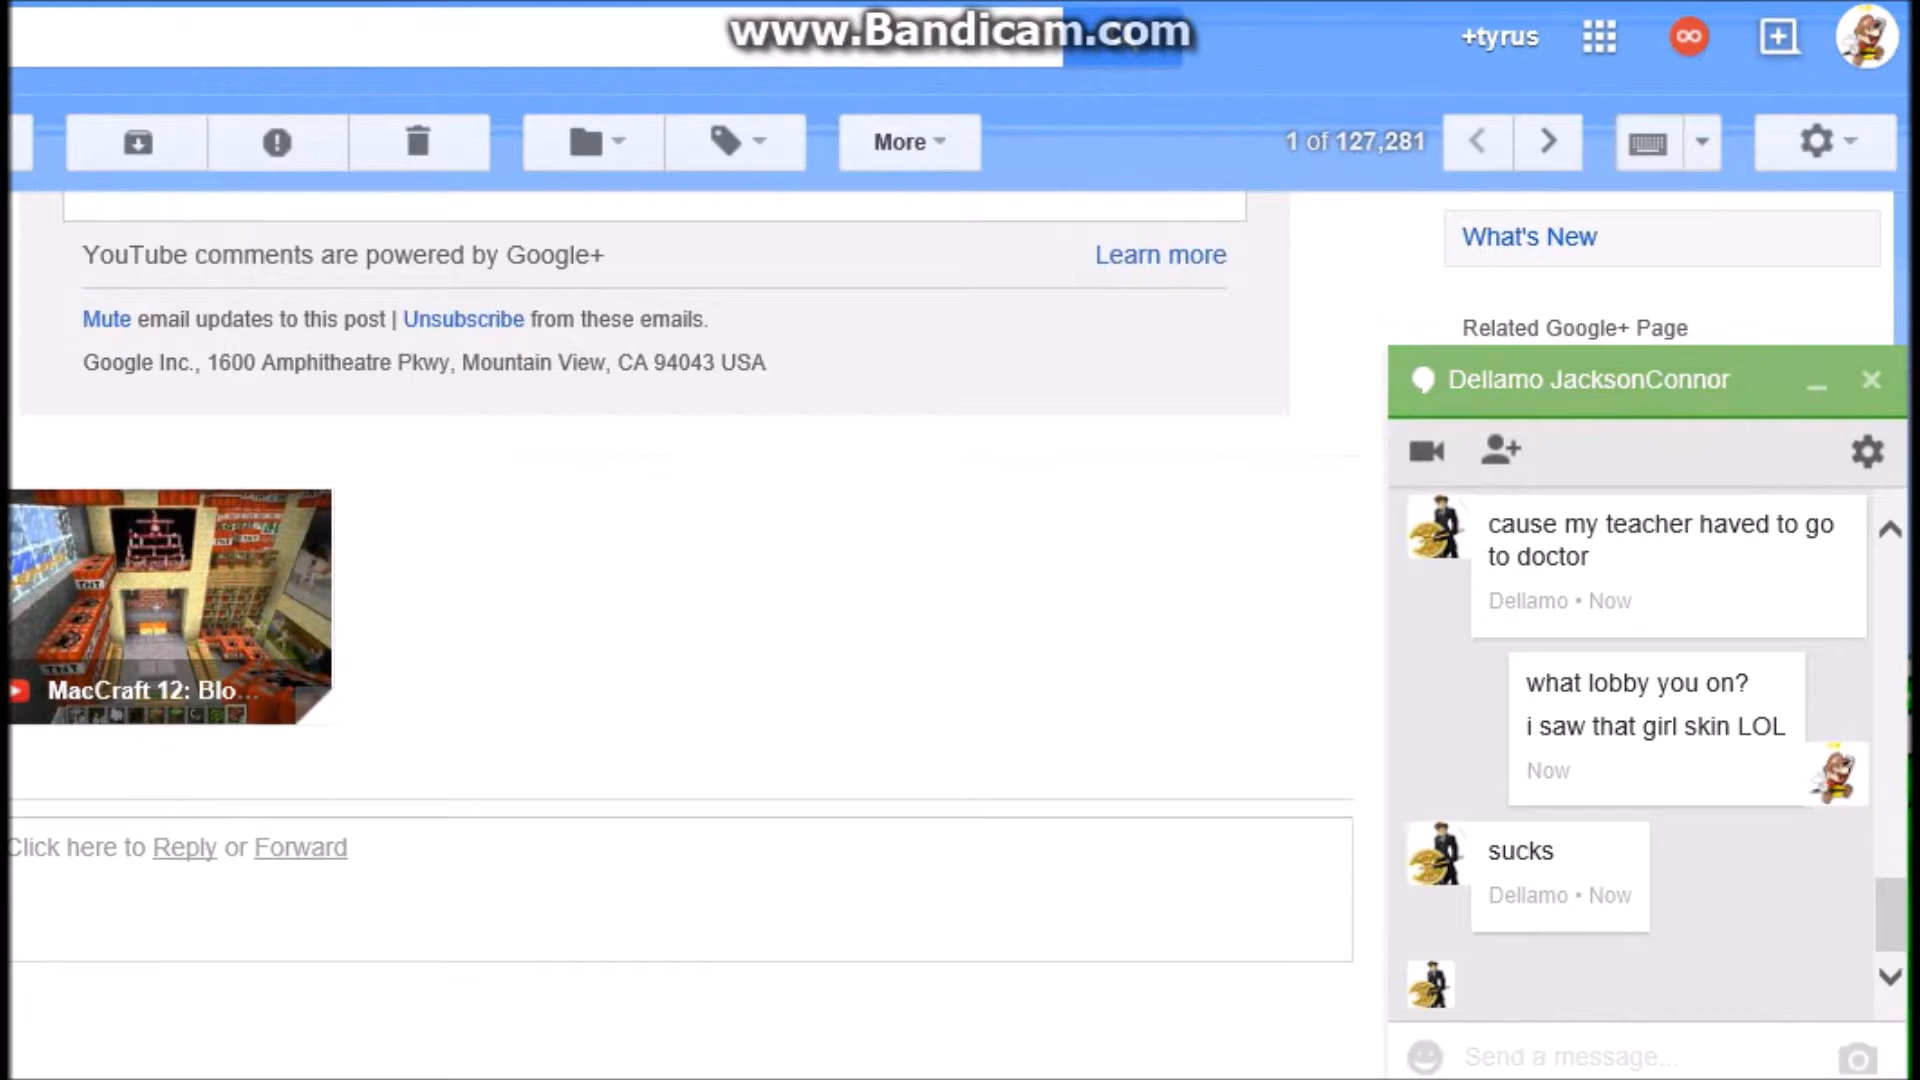 www.Bandicam.com
+tyrus
More
1 of 127,281
What's New
YouTube comments are powered by Google+
Learn more
Mute email updates to this post | Unsubscribe from these emails.
Google Inc., 1600 Amphitheatre Pkwy, Mountain View, CA 94043 USA
Related Google+ Page
Dellamo JacksonConnor
cause my teacher haved to go
to doctor
Dellamo • Now
what lobby you on?
i saw that girl skin LOL
Now
sucks
Dellamo • Now
TNT
TNT
MacCraft 12: Blo...
Click here to Reply or Forward
Send a message...